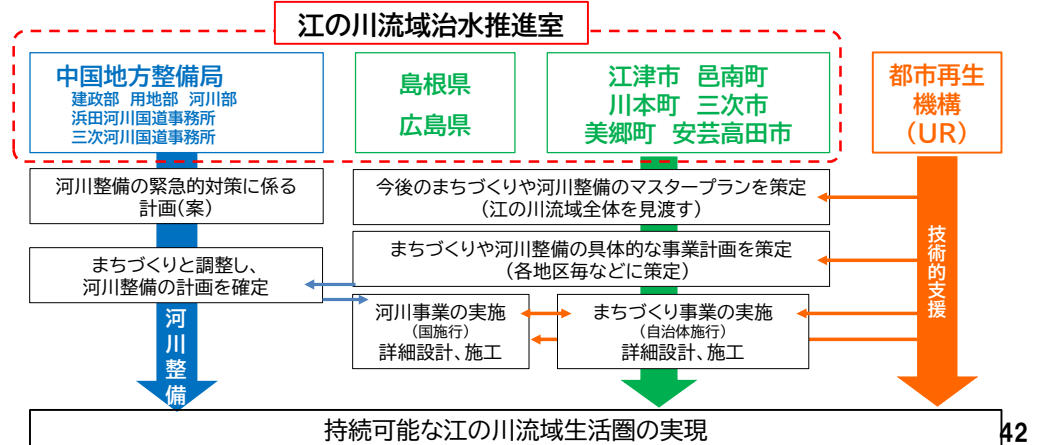 江の川流域治水推進室
中国地方整備局
建政部 用地部 河川部
浜田河川国道事務所
三次河川国道事務所
島根県
広島県
江津市 邑南町
川本町 三次市
美郷町 安芸高田市
都市再生
機構
(UR)
河川整備の緊急的対策に係る
計画(案)
今後のまちづくりや河川整備のマスタープランを策定
(江の川流域全体を見渡す)
まちづくりと調整し、
河川整備の計画を確定
まちづくりや河川整備の具体的な事業計画を策定
(各地区毎などに策定)
河川事業の実施
(国施行)
詳細設計、施工
まちづくり事業の実施
(自治体施行)
詳細設計、施工
河川整備
技術的支援
持続可能な江の川流域生活圏の実現
42